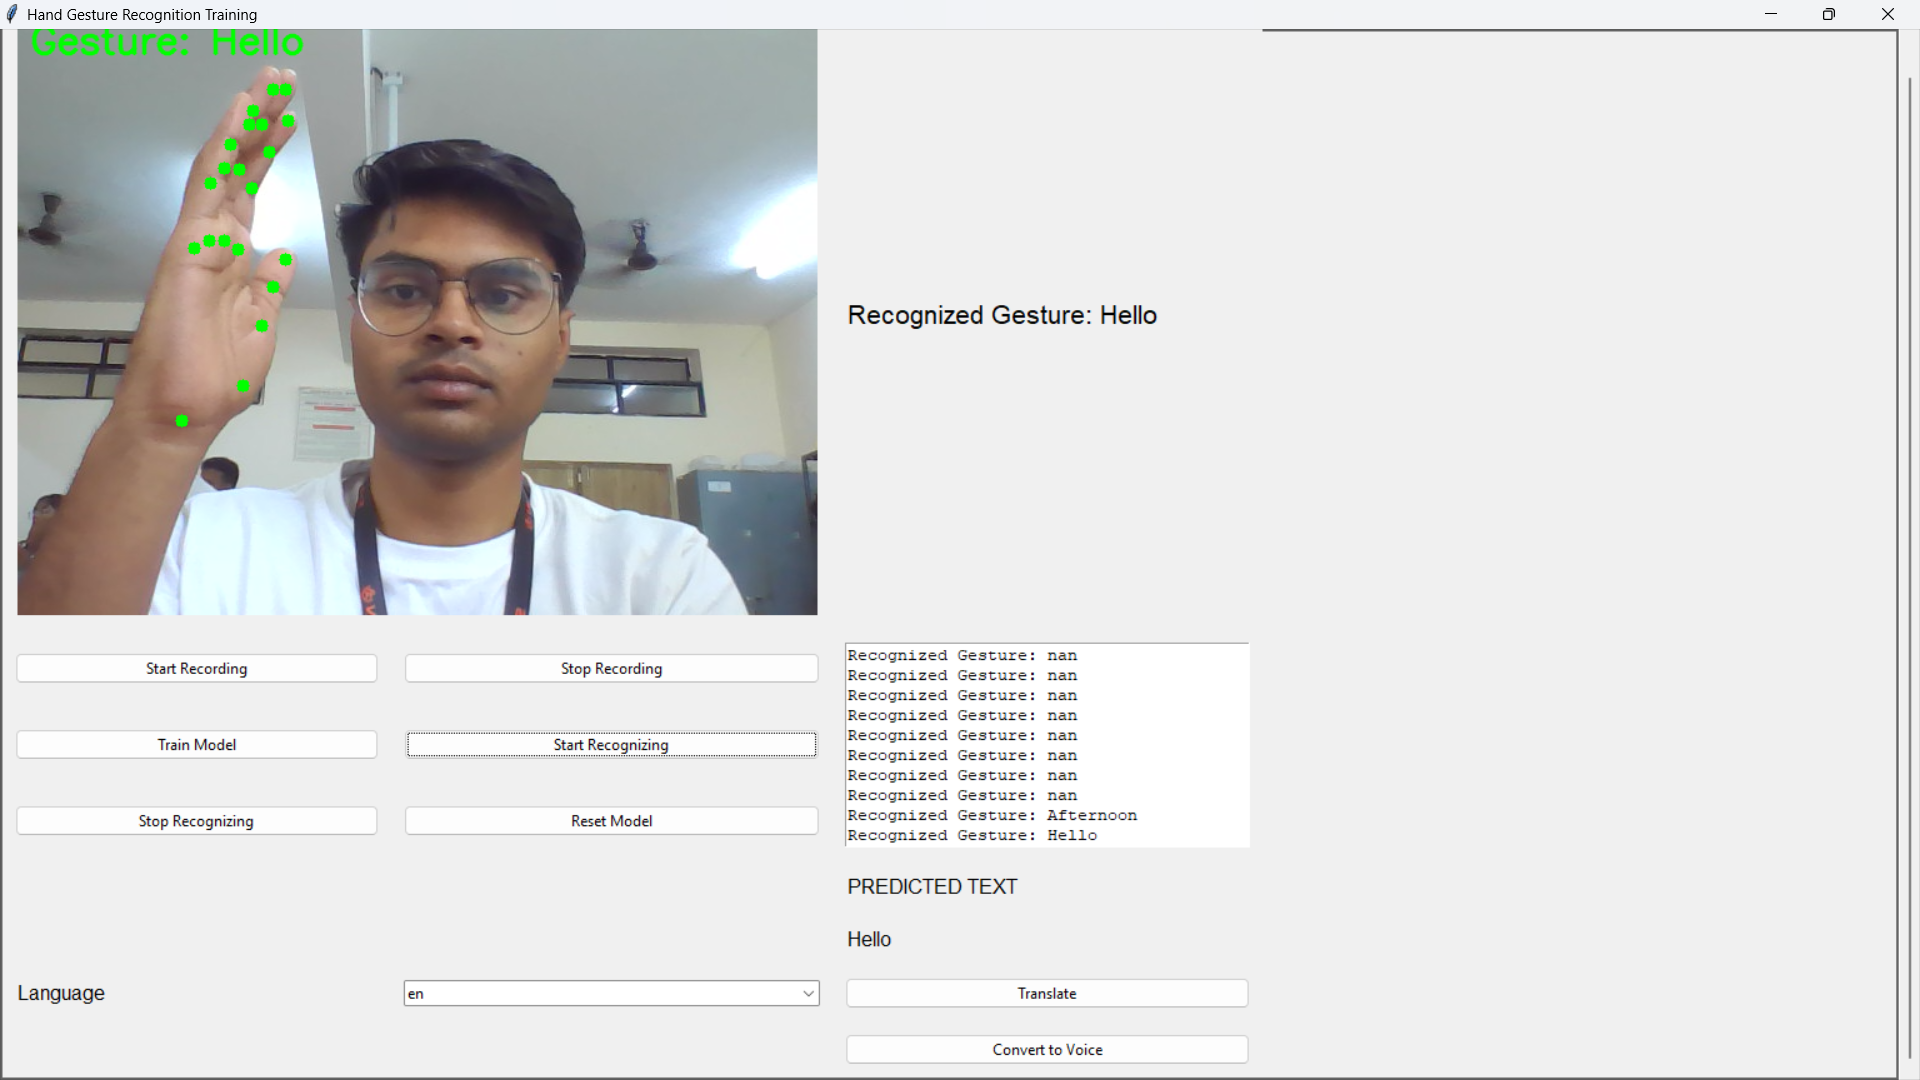 Hand Gesture Recognition Training
Gesture: Hello
Recognized Gesture: Hello
Start Recording
Stop Recording
Train Model
Start Recognizing
Stop Recognizing
Reset Model
Recognized Gesture: nan
Recognized Gesture: nan
Recognized Gesture: nan
Recognized Gesture: nan
Recognized Gesture: nan
Recognized Gesture: nan
Recognized Gesture: nan
Recognized Gesture: nan
Recognized Gesture: Afternoon
Recognized Gesture: Hello
PREDICTED TEXT
Hello
Language
en
Translate
Convert to Voice